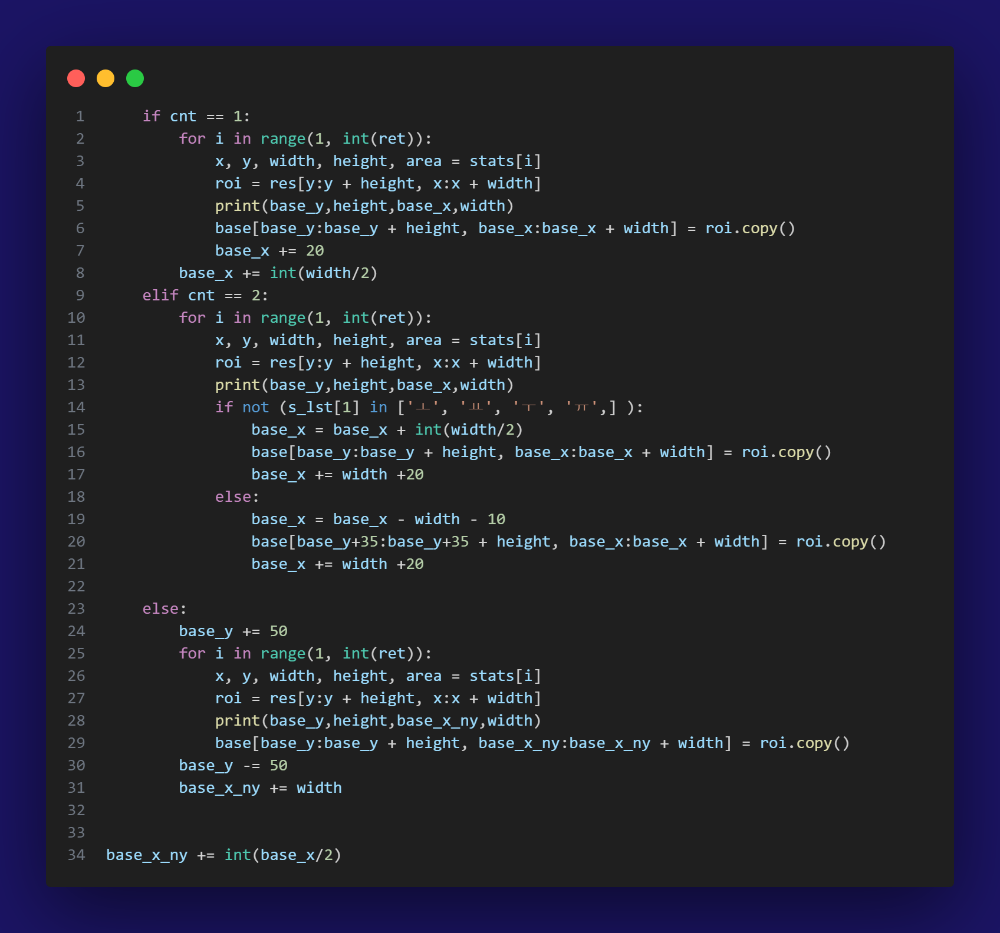 1 if cnt == 1:
2 for i in range(1, int(ret)):
3 x, y, width, height, area = stats[i]
4 roi = res[y:y + height, x:x + width]
5 print(base_y,height,base_x,width)
6 base[base_y:base_y + height, base_x:base_x + width] = roi.copy()
7 base_x += 20
8 base_x += int(width/2)
9 elif cnt == 2:
10 for i in range(1, int(ret)):
11 x, y, width, height, area = stats[i]
12 roi = res[y:y + height, x:x + width]
13 print(base_y,height,base_x,width)
14 if not (s_lst[1] in ['ㅗ', 'ㅛ', 'ㅜ', 'ㅠ',] ):
15 base_x = base_x + int(width/2)
16 base[base_y:base_y + height, base_x:base_x + width] = roi.copy()
17 base_x += width +20
18 else:
19 base_x = base_x - width - 10
20 base[base_y+35:base_y+35 + height, base_x:base_x + width] = roi.copy()
21 base_x += width +20
22
23 else:
24 base_y += 50
25 for i in range(1, int(ret)):
26 x, y, width, height, area = stats[i]
27 roi = res[y:y + height, x:x + width]
28 print(base_y,height,base_x_ny,width)
29 base[base_y:base_y + height, base_x_ny:base_x_ny + width] = roi.copy()
30 base_y -= 50
31 base_x_ny += width
32
33
34 base_x_ny += int(base_x/2)